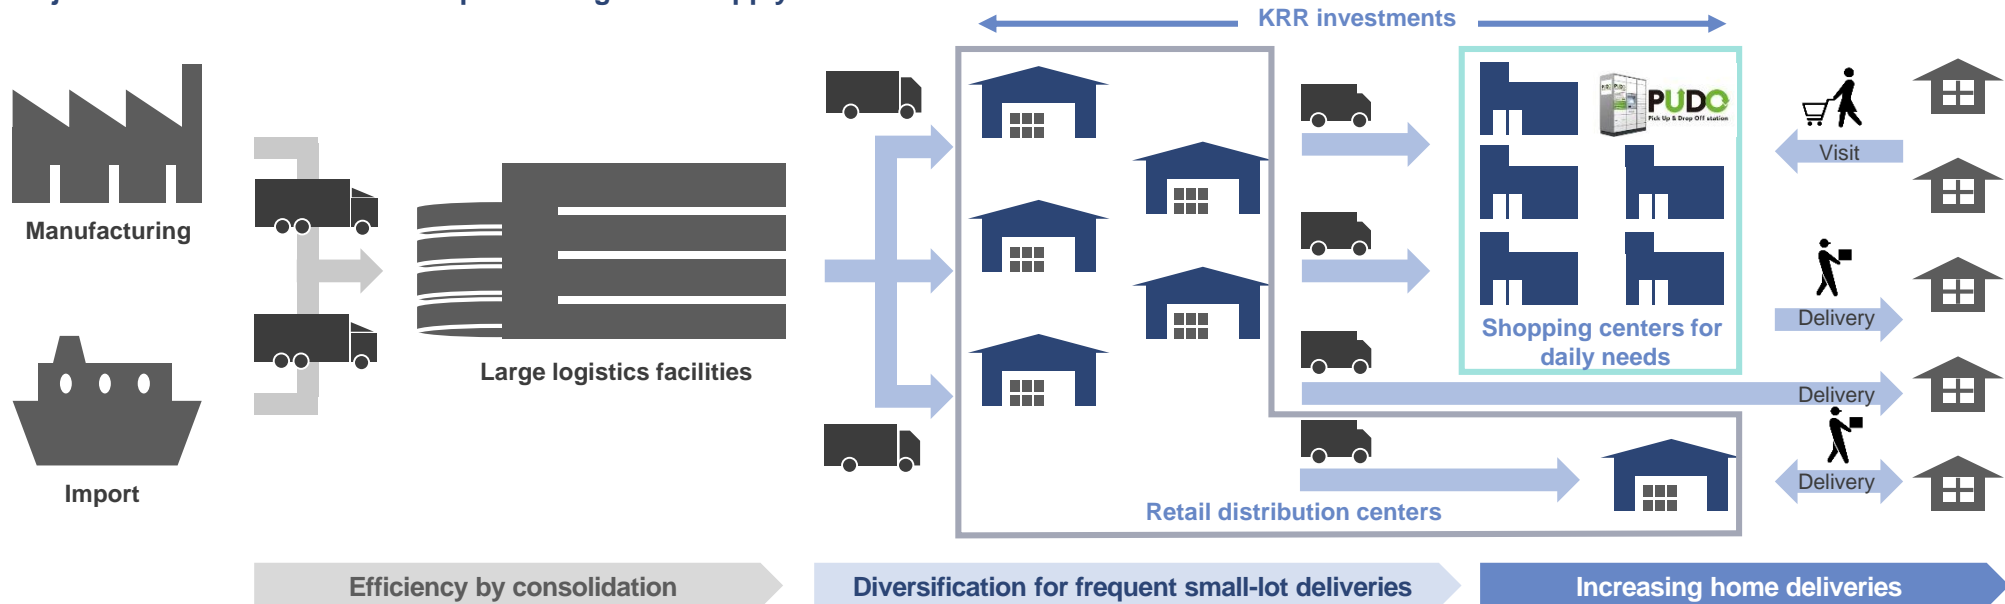 KRR investments
PUDO
Pick Up & Drop Off station
Visit
Manufacturing
Delivery
Shopping centers for
daily needs
Large logistics facilities
Delivery
Import
Delivery
Retail distribution centers
Efficiency by consolidation
Diversification for frequent small-lot deliveries
Increasing home deliveries